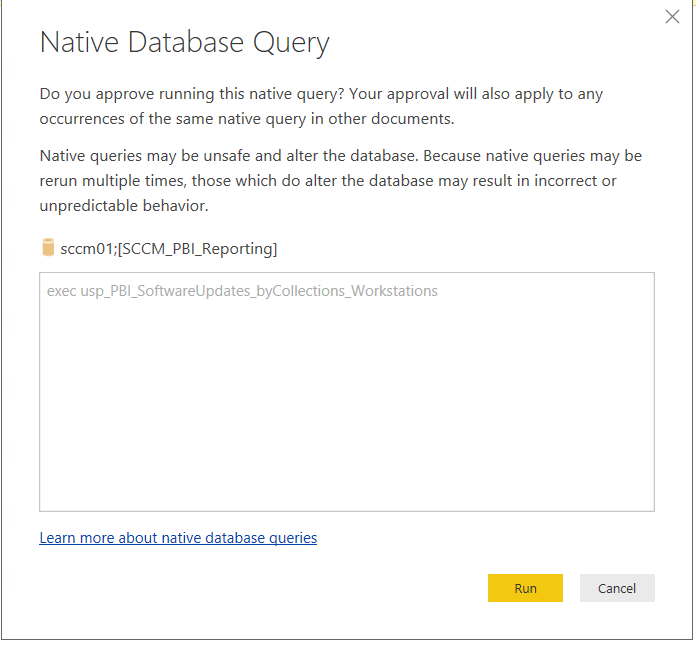 Native Database Query
Do you approve running this native query? Your approval will also apply to any
occurrences of the same native query in other documents.
Native queries may be unsafe and alter the database. Because native queries may be
rerun multiple times, those which do alter the database may result in incorrect or
unpredictable behavior.
sccm01;[SCCM_PBI_Reporting]
exec usp_PBI_SoftwareUpdates_byCollections_Workstations
Learn more about native database queries
Run
Cancel